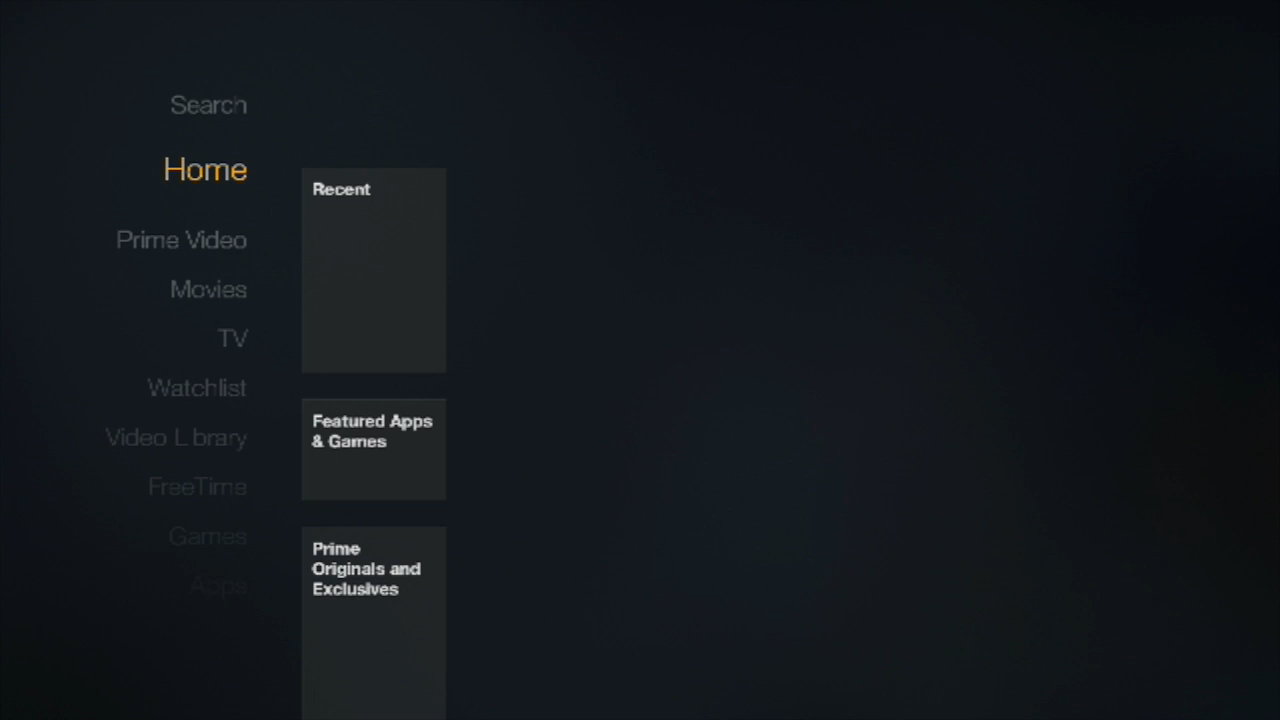 Search
Home
Prime Video
Movies
TV
Watchlist
Video Library
FreeTime
Games
Apps
Recent
Featured Apps
& Games
Prime
Originals and
Exclusives